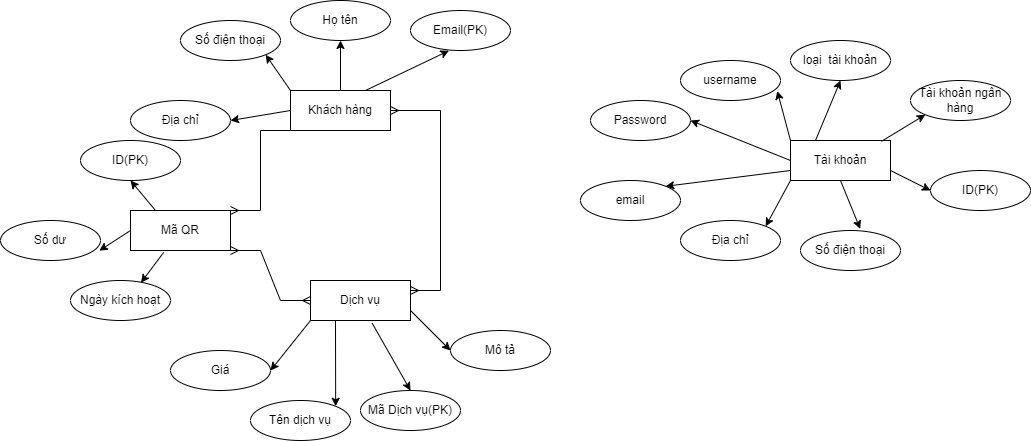 Họ tên
Số điện thoại
Email(PK)
Khách hàng
Địa chỉ
ID(PK)
Mã QR
Số dư
Ngày kích hoạt
Dịch vụ
Giá
Tên dịch vụ
Mã Dịch vụ(PK)
Mô tả
loại tài khoản
username
Tài khoản ngân
hàng
Password
Tài khoản
email
ID(PK)
Địa chỉ
Số điện thoại